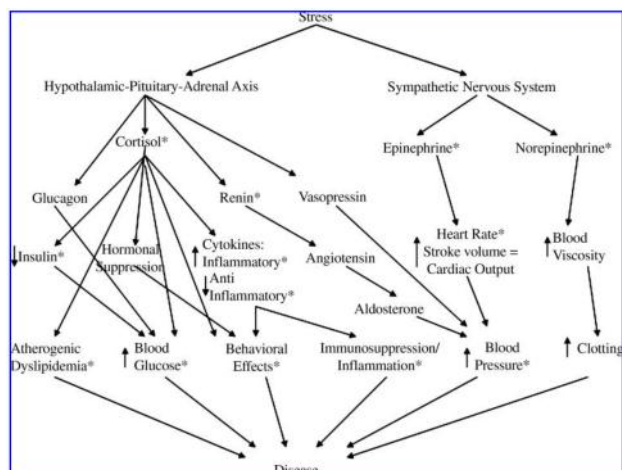 Stress
Hypothalamic-Pituitary-Adrenal Axis
Sympathetic Nervous System
Cortisol*
Epinephrine*
Norepinephrine*
Glucagon
Renin*
Vasopressin
↓Insulin*
Hormonal
Suppression
↑ Cytokines:
Inflammatory*
↓ Anti
Inflammatory*
Angiotensin
↑ Heart Rate*
Stroke volume =
Cardiac Output
↑ Blood
Viscosity
Aldosterone
Atherogenic
Dyslipidemia*
↑ Blood
Glucose*
Behavioral
Effects*
Immunosuppression/
Inflammation*
↑ Blood
Pressure*
↑ Clotting
Disease